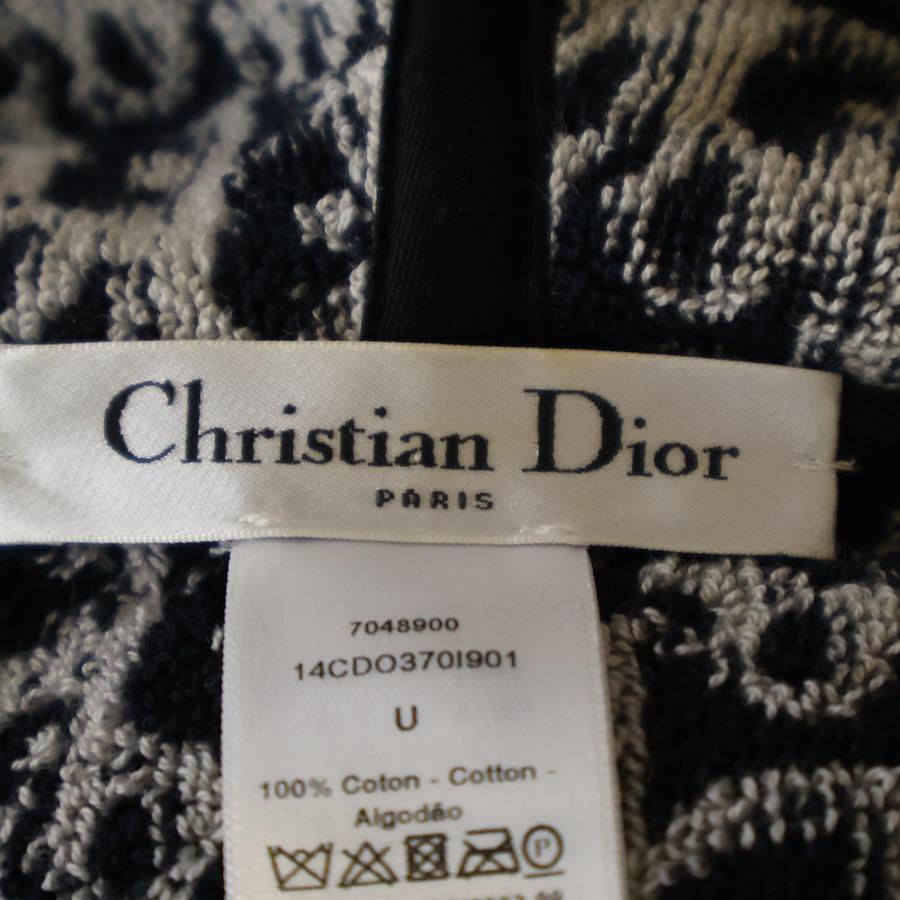 Christian Dior
PARIS
7048900
14CDO370I901
U
100% Coton - Cotton -
Algodão
P